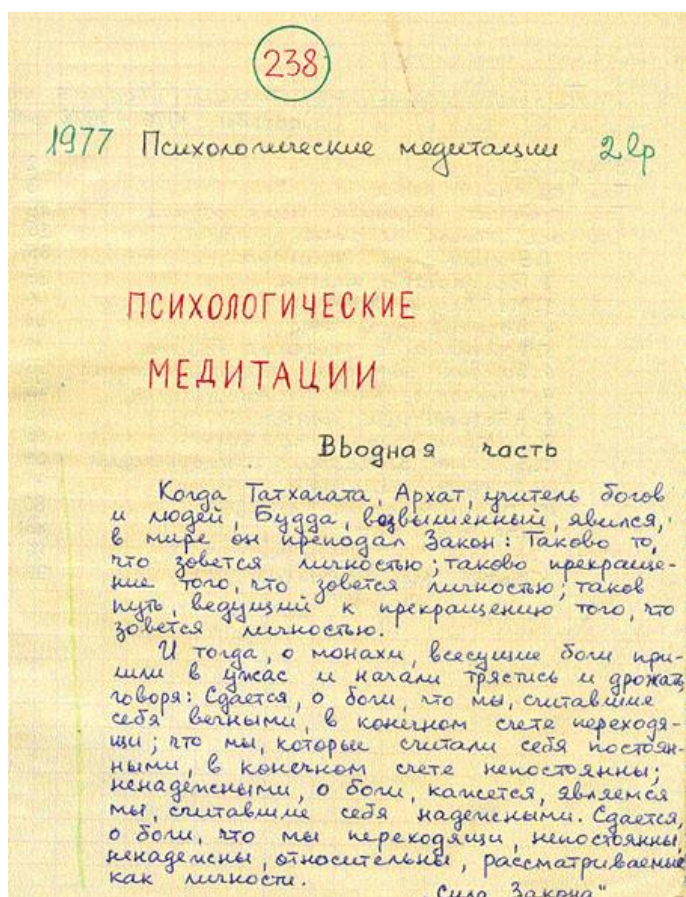 238
1977 Психологические медитации 2 вр
ПСИХОЛОГИЧЕСКИЕ
МЕДИТАЦИИ
Вводная часть
Когда Татхагата, Архат, учитель богов
и людей, Будда, возвышенный, явился,
в мире он преподал Закон: Таково то,
что зовется личностью; таково прекраще-
ние того, что зовется личностью; таков
путь, ведущий к прекращению того, что
зовется личностью.
И тогда, о монахи, всесущие боги при-
шли в ужас и начали трястись и дрожать,
говоря: Сдается, о боги, что мы, считавшие
себя вечными, в конечном счете переходя-
щи; что мы, которые считали себя постоян-
ными, в конечном счете непостоянны;
ненадежными, о боги, кажется, являемся
мы, считавшие себя надежными. Сдается,
о боги, что мы переходящи, непостоянны,
ненадежны, относительны, рассматриваемые
как личности.
„Сила Закона"